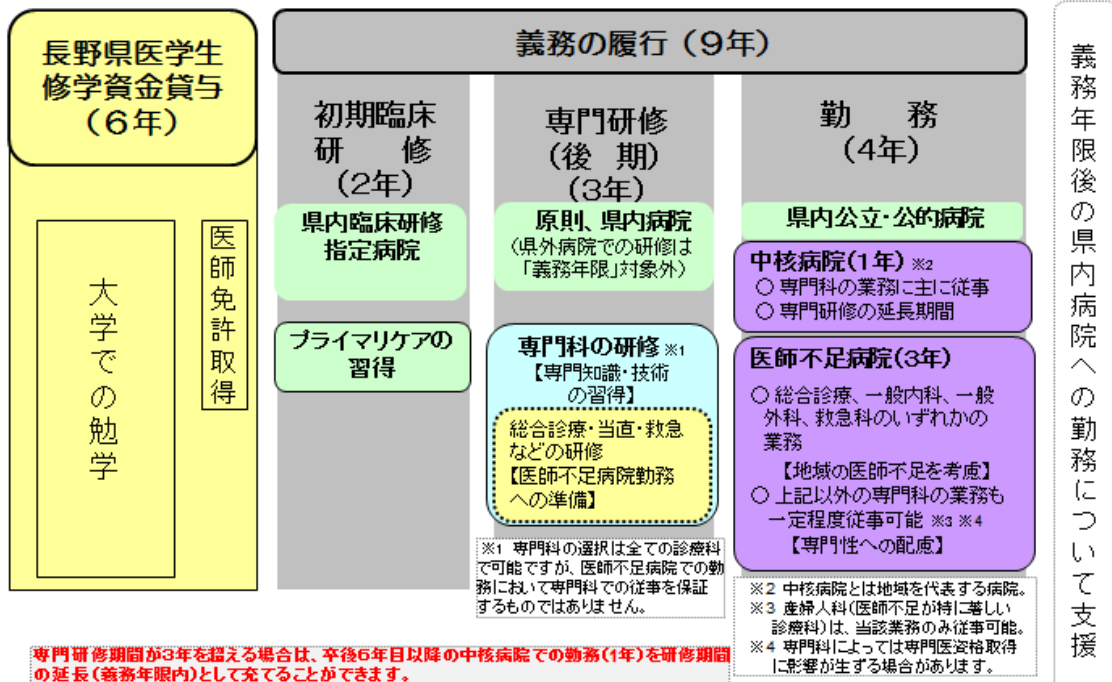 長野県医学生
修学資金貸与
(6年)
大学での勉学
医師免許取得
義務の履行(9年)
初期臨床
研 修
(2年)
県内臨床研修
指定病院
プライマリケアの
習得
専門研修
(後 期)
(3年)
原則、県内病院
(県外病院での研修は
「義務年限」対象外)
専門科の研修 ※1
【専門知識・技術
の習得】
総合診療・当直・救急
などの研修
【医師不足病院勤務
への準備】
※1 専門科の選択は全ての診療科
で可能ですが、医師不足病院での勤
務において専門科での従事を保証
するものではありません。
勤 務
(4年)
県内公立・公的病院
中核病院(1年) ※2
○ 専門科の業務に主に従事
○ 専門研修の延長期間
医師不足病院(3年)
○ 総合診療、一般内科、一般
外科、救急科のいずれかの
業務
【地域の医師不足を考慮】
○ 上記以外の専門科の業務も
一定程度従事可能 ※3 ※4
【専門性への配慮】
※2 中核病院とは地域を代表する病院。
※3 産婦人科(医師不足が特に著しい
診療科)は、当該業務のみ従事可能。
※4 専門科によっては専門医資格取得
に影響が生ずる場合があります。
義務年限後の県内病院への勤務について支援
専門研修期間が3年を超える場合は、卒後6年目以降の中核病院での勤務(1年)を研修期間
の延長(義務年限内)として充てることができます。